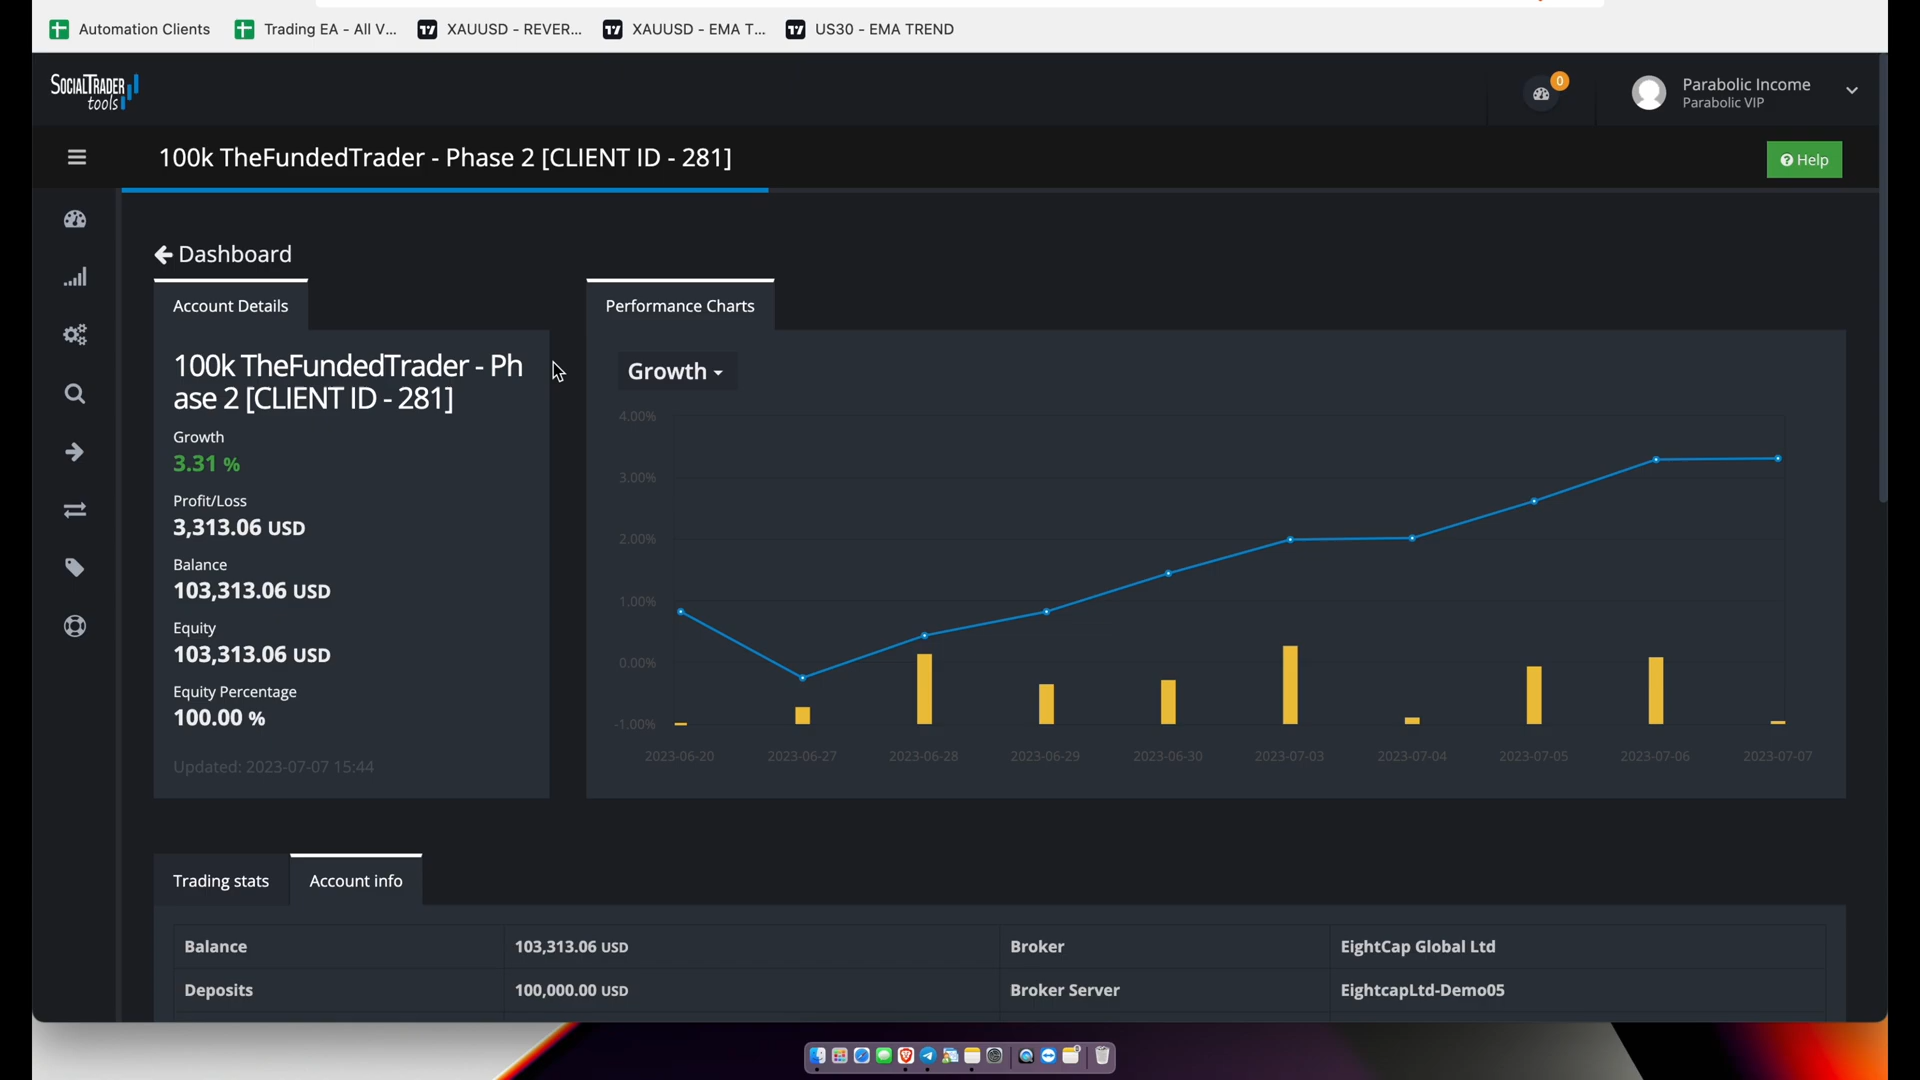 Automation Clients
Trading EA - All V...
XAUUSD - REVER...
XAUUSD - EMA T...
US30 - EMA TREND
SOCIALTRADER
tools
0
Parabolic Income
Parabolic VIP
100k TheFundedTrader - Phase 2 [CLIENT ID - 281]
Help
Dashboard
Account Details
100k TheFundedTrader - Ph
ase 2 [CLIENT ID - 281]
Growth
3.31 %
Profit/Loss
3,313.06 USD
Balance
103,313.06 USD
Equity
103,313.06 USD
Equity Percentage
100.00 %
Updated: 2023-07-07 15:44
Performance Charts
Growth
4.00%
3.00%
2.00%
1.00%
0.00%
-1.00%
2023-06-20 2023-06-27 2023-06-28 2023-06-29 2023-06-30 2023-07-03 2023-07-04 2023-07-05 2023-07-06 2023-07-07
Trading stats
Account info
Balance 103,313.06 USD Broker EightCap Global Ltd
Deposits 100,000.00 USD Broker Server EightcapLtd-Demo05